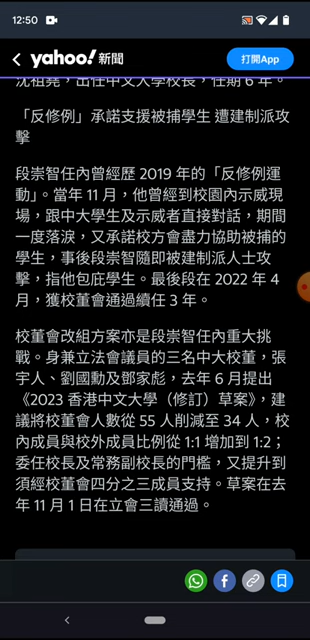 12:50
yahoo!新聞
打開App
沈祖堯，出任中文大學校長，任期 6 年。
「反修例」承諾支援被捕學生 遭建制派攻
擊
段崇智任內曾經歷 2019 年的「反修例運
動」。當年 11 月，他曾經到校園內示威現
場，跟中大學生及示威者直接對話，期間
一度落淚，又承諾校方會盡力協助被捕的
學生，事後段崇智隨即被建制派人士攻
擊，指他包庇學生。最後段在 2022 年 4
月，獲校董會通過續任 3 年。
校董會改組方案亦是段崇智任內重大挑
戰。身兼立法會議員的三名中大校董，張
宇人、劉國勳及鄧家彪，去年 6 月提出
《2023 香港中文大學（修訂）草案》，建
議將校董會人數從 55 人削減至 34 人，校
內成員與校外成員比例從 1:1 增加到 1:2；
委任校長及常務副校長的門檻，又提升到
須經校董會四分之三成員支持。草案在去
年 11 月 1 日在立會三讀通過。